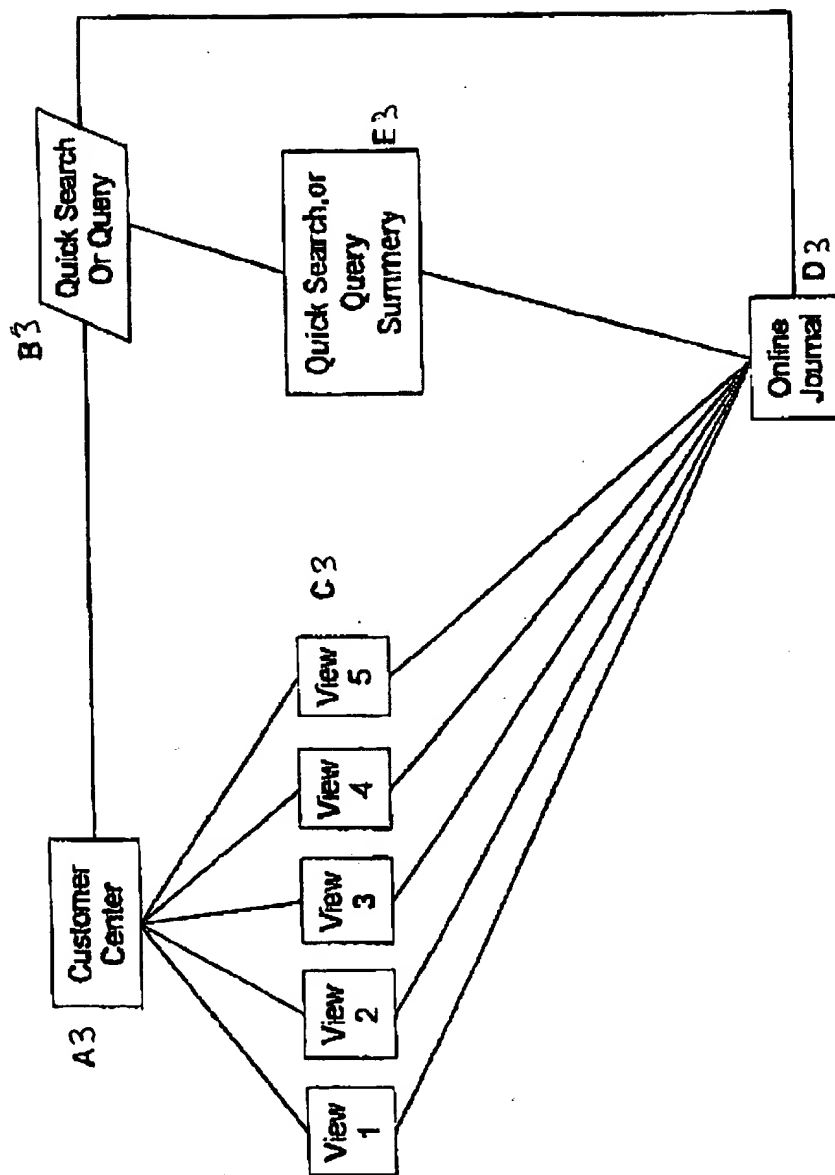 A3
Customer
Center
B3
Quick Search
Or Query
View
1
View
2
View
3
View
4
View
5
C3
Quick Search,or
Query
Summery
E3
Online
Journal
D3